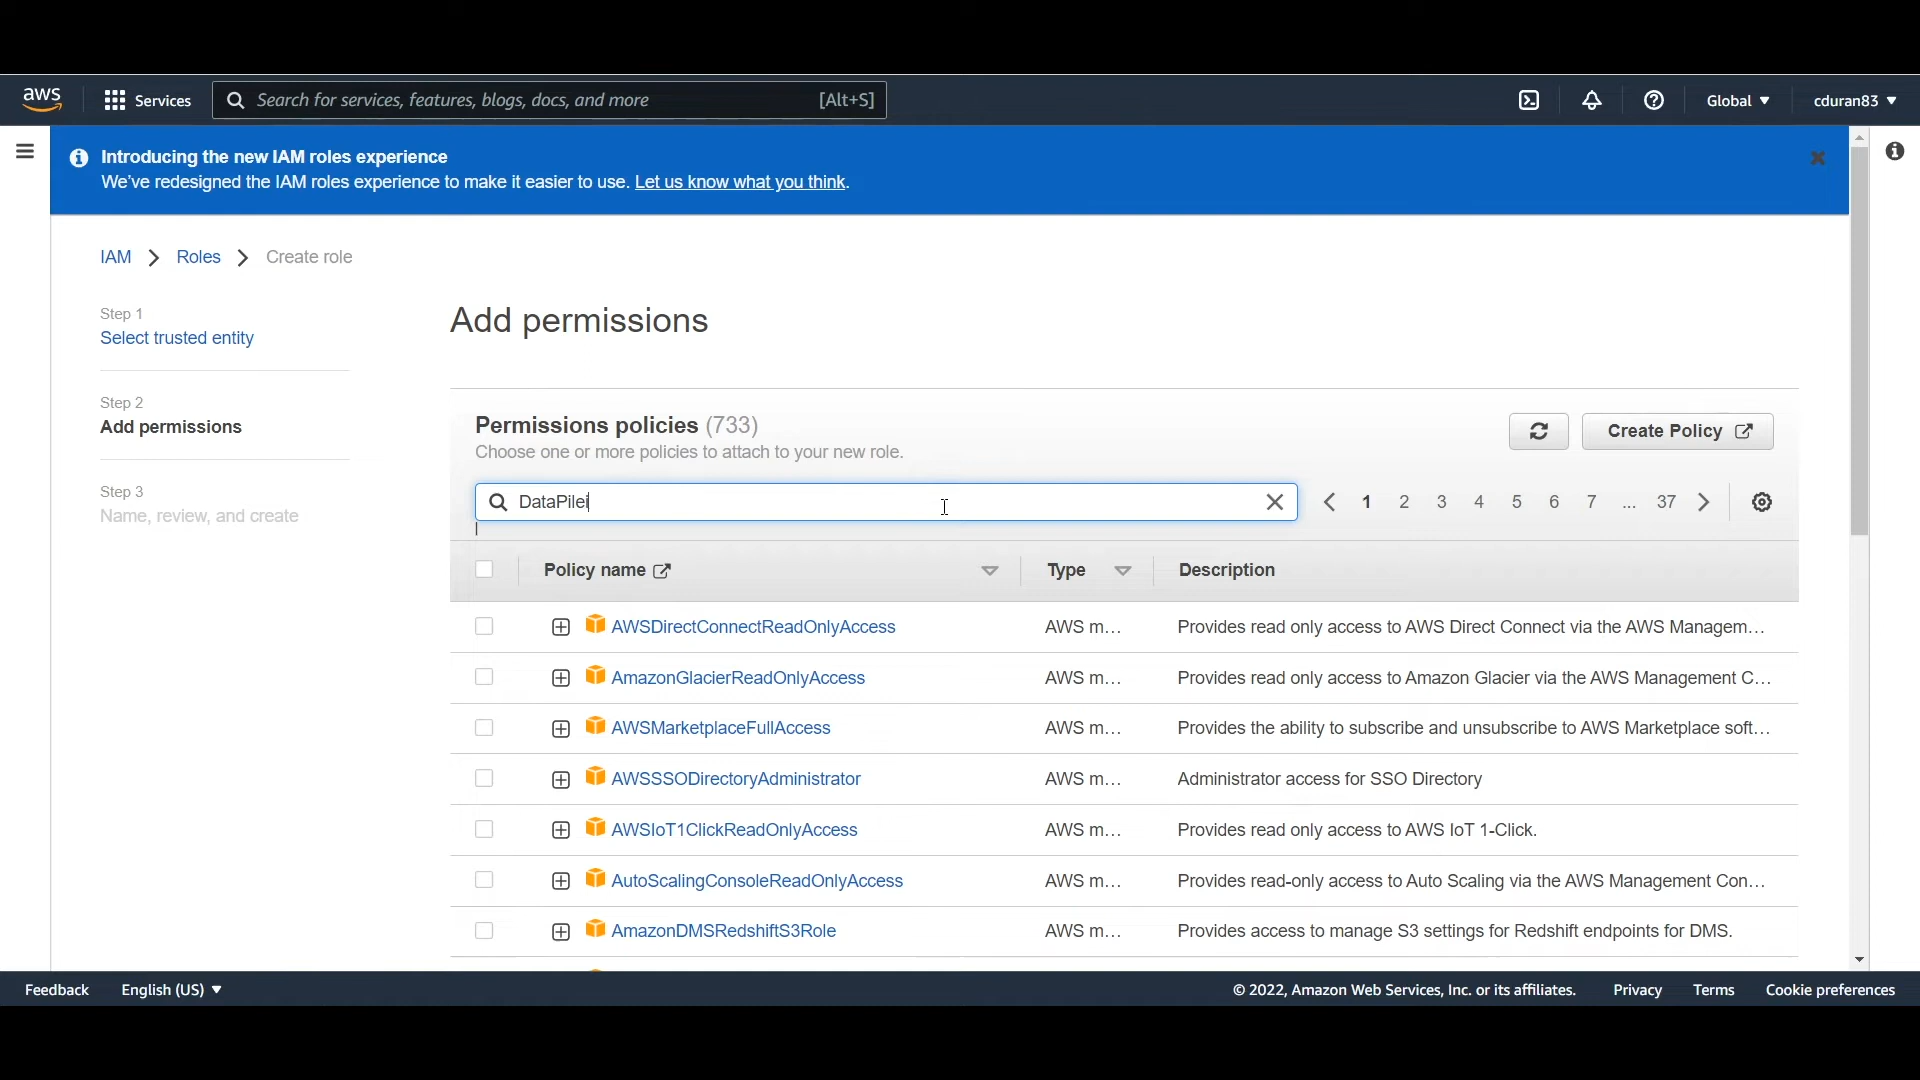 aws
Services
Search for services, features, blogs, docs, and more
[Alt+S]
Global
cduran83
Introducing the new IAM roles experience
We've redesigned the IAM roles experience to make it easier to use. Let us know what you think.
IAM > Roles > Create role
Step 1
Select trusted entity
Step 2
Add permissions
Step 3
Name, review, and create
Add permissions
Permissions policies (733)
Choose one or more policies to attach to your new role.
Create Policy
DataPilei
1 2 3 4 5 6 7 ... 37
Policy name Type Description
AWSDirectConnectReadOnlyAccess AWS m... Provides read only access to AWS Direct Connect via the AWS Managem...
AmazonGlacierReadOnlyAccess AWS m... Provides read only access to Amazon Glacier via the AWS Management C...
AWSMarketplaceFullAccess AWS m... Provides the ability to subscribe and unsubscribe to AWS Marketplace soft...
AWSSSODirectoryAdministrator AWS m... Administrator access for SSO Directory
AWSIoT1ClickReadOnlyAccess AWS m... Provides read only access to AWS IoT 1-Click.
AutoScalingConsoleReadOnlyAccess AWS m... Provides read-only access to Auto Scaling via the AWS Management Con...
AmazonDMSRedshiftS3Role AWS m... Provides access to manage S3 settings for Redshift endpoints for DMS.
Feedback English (US) © 2022, Amazon Web Services, Inc. or its affiliates. Privacy Terms Cookie preferences